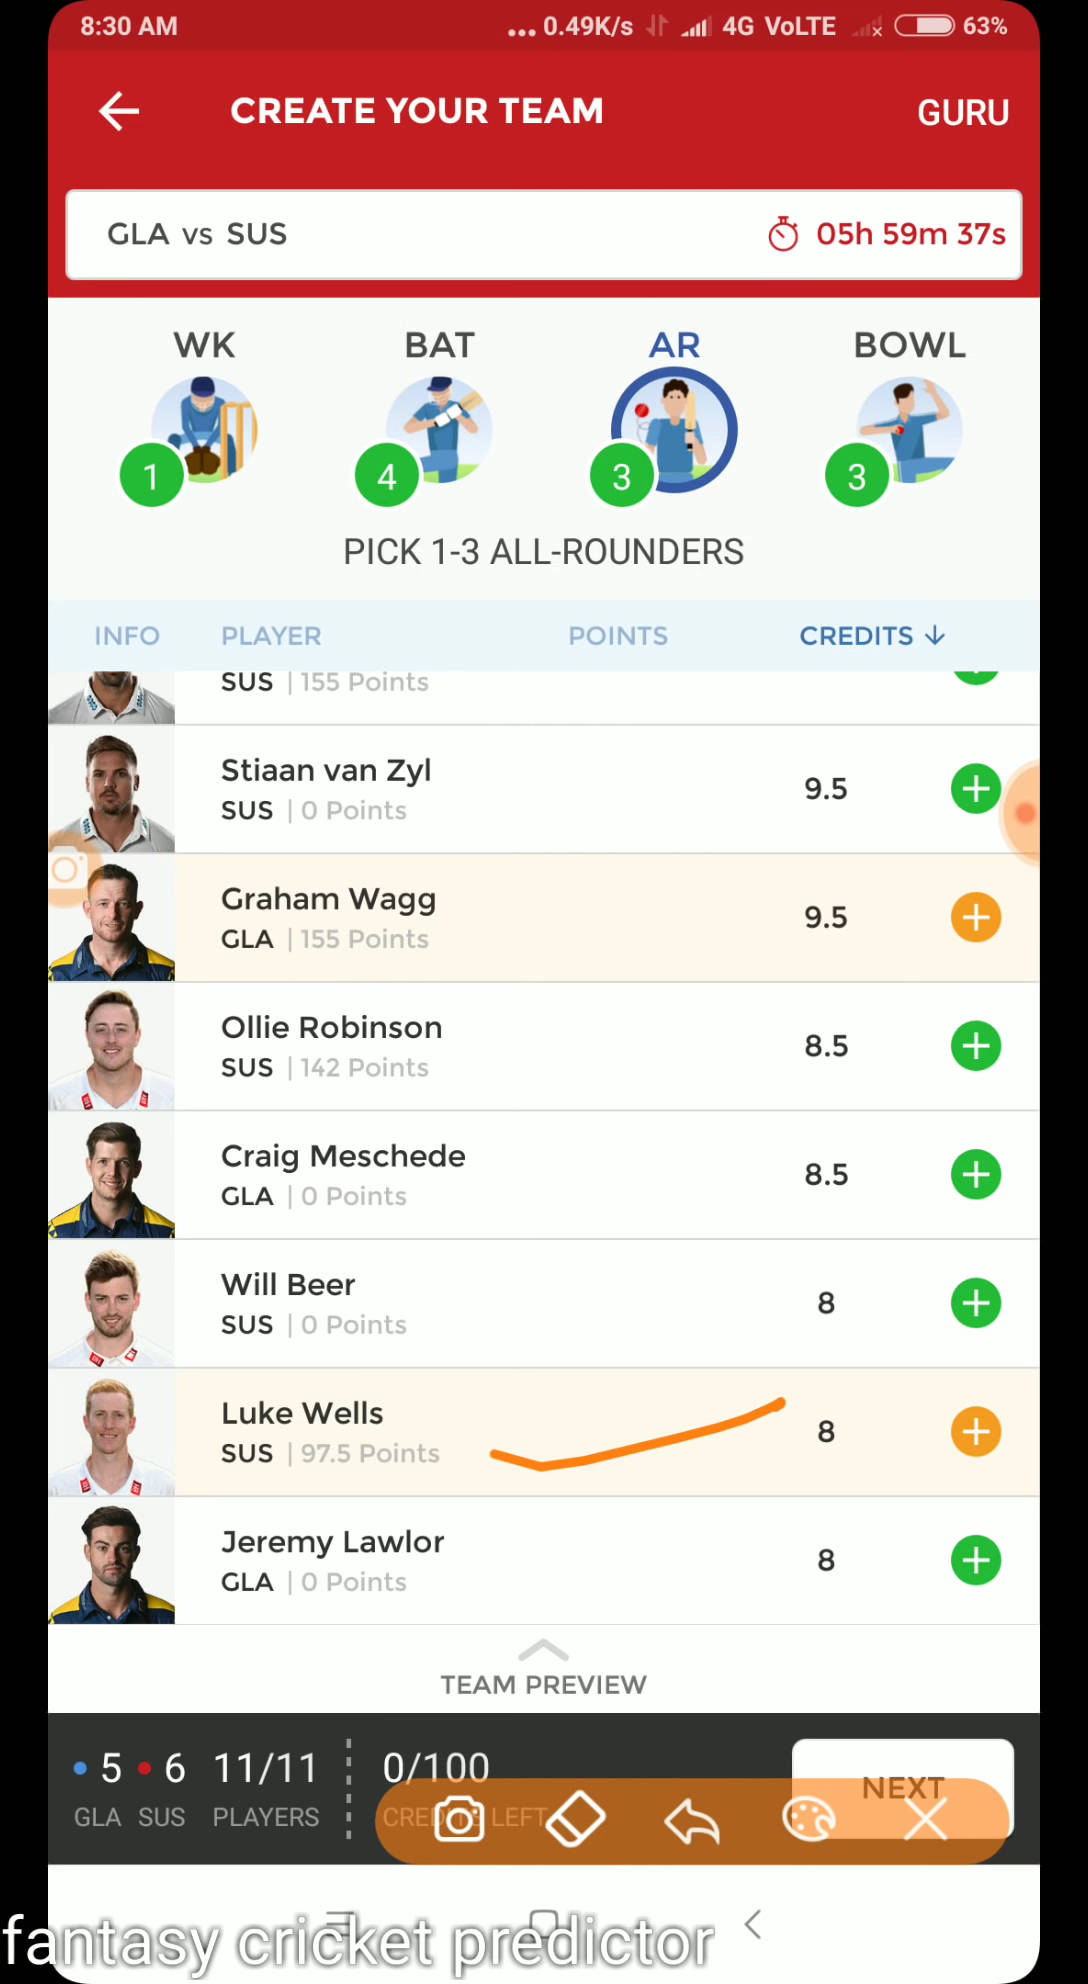 8:30 AM ... 0.49K/s 4G VoLTE 63%
CREATE YOUR TEAM GURU
GLA vs SUS 05h 59m 37s
WK BAT AR BOWL
1 4 3 3
PICK 1-3 ALL-ROUNDERS
INFO PLAYER POINTS CREDITS
SUS | 155 Points
Stiaan van Zyl
SUS | 0 Points 9.5
Graham Wagg
GLA | 155 Points 9.5
Ollie Robinson
SUS | 142 Points 8.5
Craig Meschede
GLA | 0 Points 8.5
Will Beer
SUS | 0 Points 8
Luke Wells
SUS | 97.5 Points 8
Jeremy Lawlor
GLA | 0 Points 8
TEAM PREVIEW
5 6 11/11 0/100 NEXT
GLA SUS PLAYERS CREDITS LEFT
fantasy cricket predictor